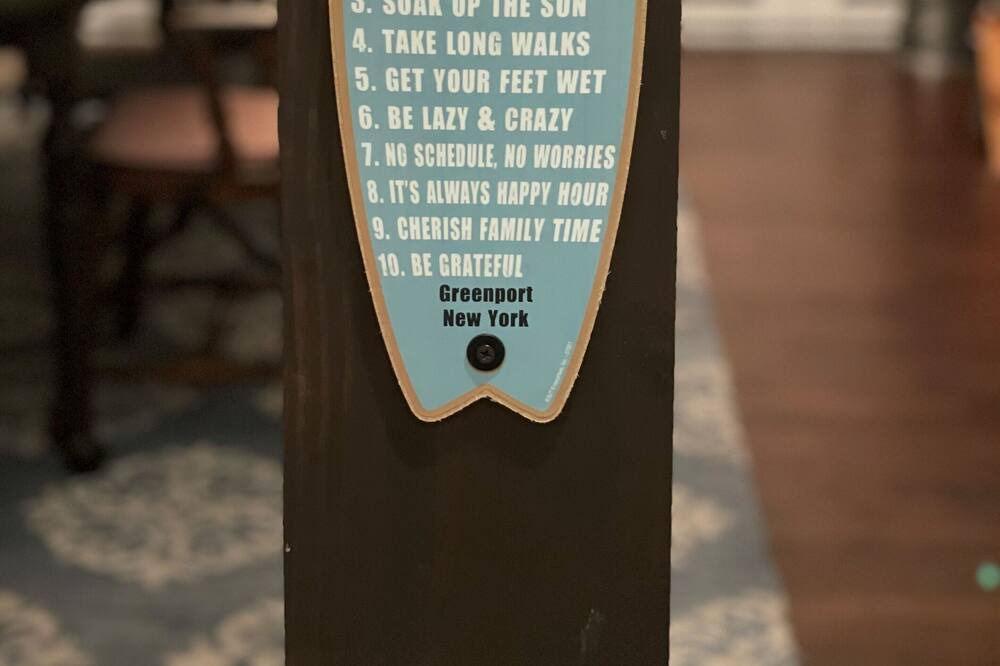 3. SOAK UP THE SUN
4. TAKE LONG WALKS
5. GET YOUR FEET WET
6. BE LAZY & CRAZY
7. NO SCHEDULE, NO WORRIES
8. IT'S ALWAYS HAPPY HOUR
9. CHERISH FAMILY TIME
10. BE GRATEFUL
Greenport
New York